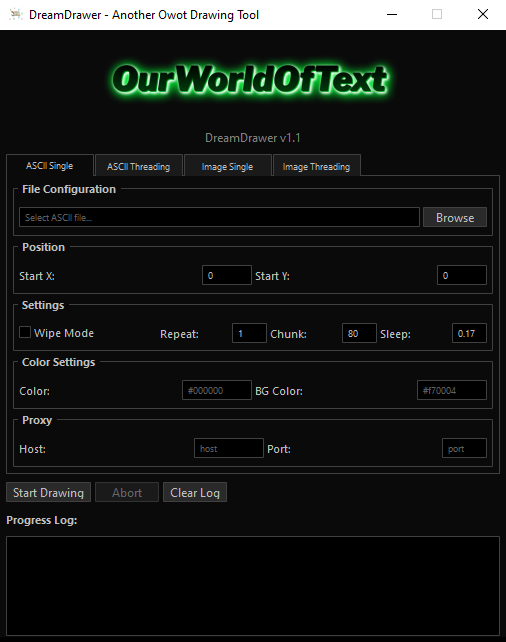 DreamDrawer - Another Owot Drawing Tool
OurWorldOfText
DreamDrawer v1.1
ASCII Single ASCII Threading Image Single Image Threading
File Configuration
Select ASCII file... Browse
Position
Start X: 0 Start Y: 0
Settings
Wipe Mode Repeat: 1 Chunk: 80 Sleep: 0.17
Color Settings
Color: #000000 BG Color: #f70004
Proxy
Host: host Port: port
Start Drawing Abort Clear Log
Progress Log: